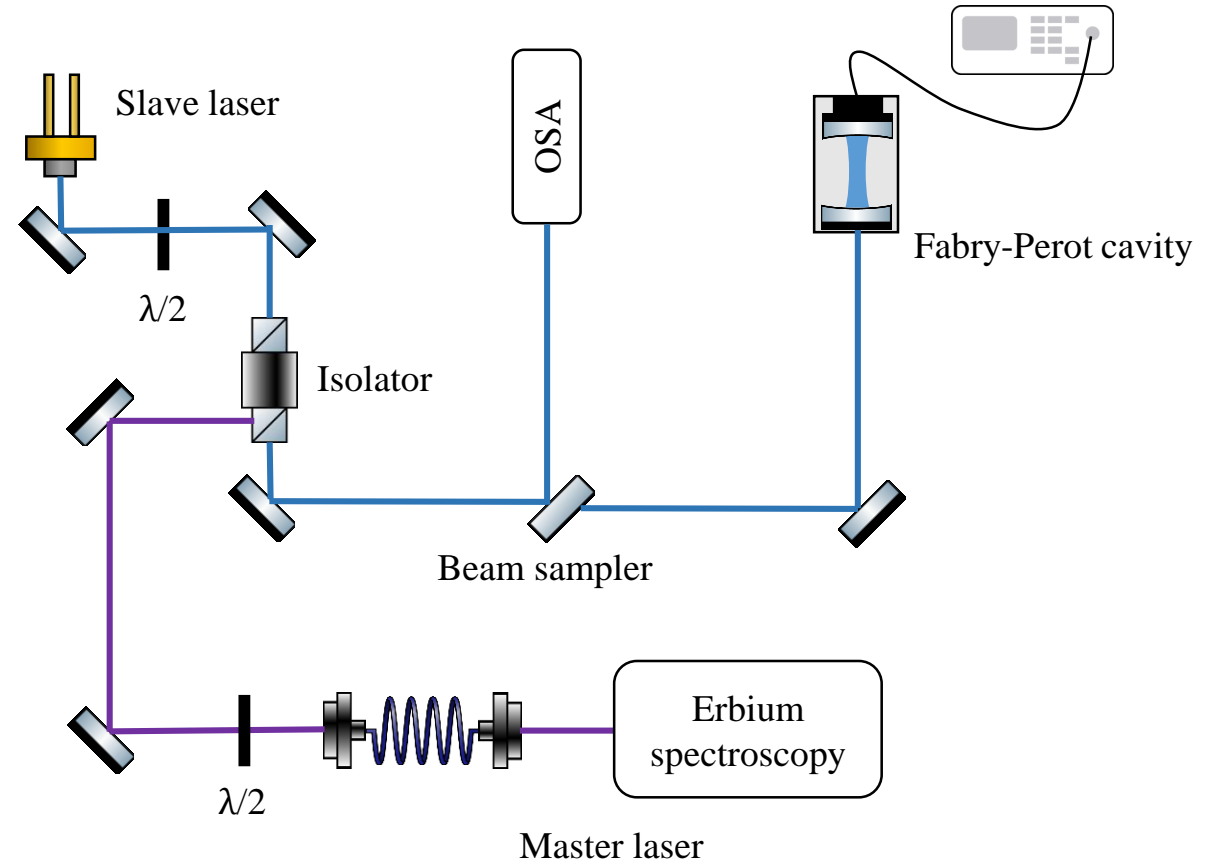 Slave laser
OSA
Fabry-Perot cavity
λ/2
Isolator
Beam sampler
Erbium
spectroscopy
λ/2
Master laser